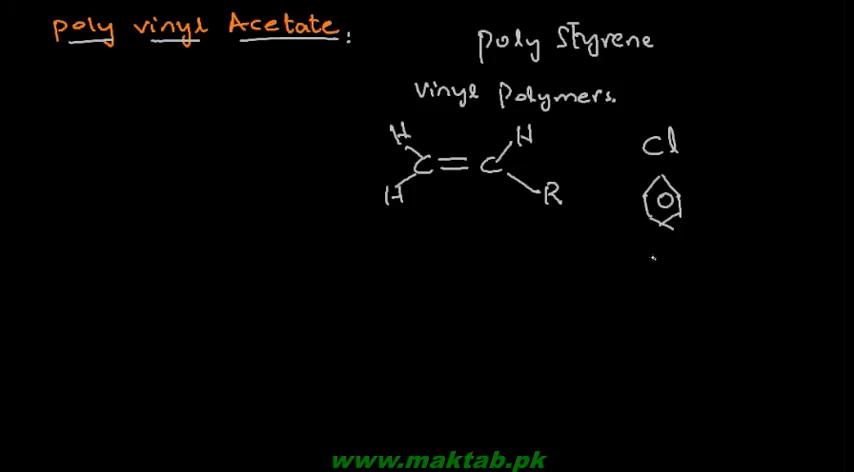 poly vinyl Acetate:
poly Styrene
vinyl polymers.
H H
C = C
H R
Cl
www.maktab.pk